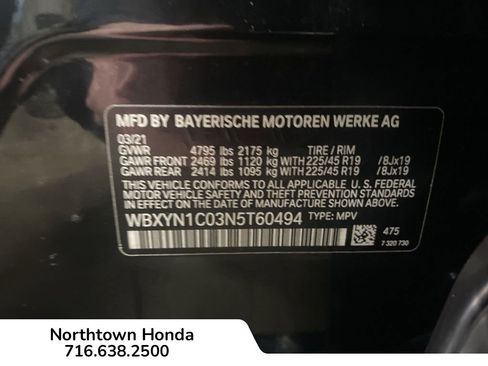 MFD BY BAYERISCHE MOTOREN WERKE AG
03/21
GVWR 4795 lbs 2175 kg TIRE / RIM
GAWR FRONT 2469 lbs 1120 kg WITH 225/45 R19 /8Jx19
GAWR REAR 2414 lbs 1095 kg WITH 225/45 R19 /8Jx19
THIS VEHICLE CONFORMS TO ALL APPLICABLE U. S. FEDERAL
MOTOR VEHICLE SAFETY, BUMPER, AND THEFT PREVENTION
STANDARDS IN EFFECT ON THE DATE OF MANUFACTURE SHOWN ABOVE.
WBXYN1C03N5T60494 TYPE: MPV
475
7 320 730
Northtown Honda
716.638.2500